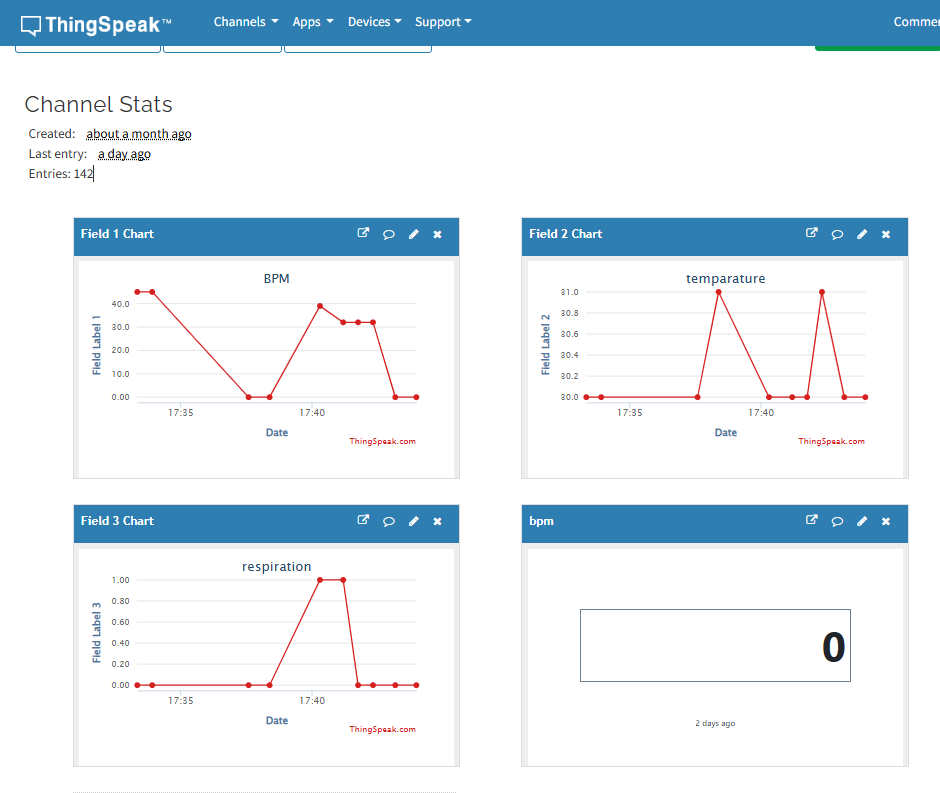 ThingSpeak™ Channels Apps Devices Support Commer
Channel Stats
Created: about a month ago
Last entry: a day ago
Entries: 142
Field 1 Chart
BPM
Field Label 1
40.0
30.0
20.0
10.0
0.00
17:35 17:40
Date
ThingSpeak.com
Field 2 Chart
temparature
Field Label 2
31.0
30.8
30.6
30.4
30.2
30.0
17:35 17:40
Date
ThingSpeak.com
Field 3 Chart
respiration
Field Label 3
1.00
0.80
0.60
0.40
0.20
0.00
17:35 17:40
Date
ThingSpeak.com
bpm
0
2 days ago